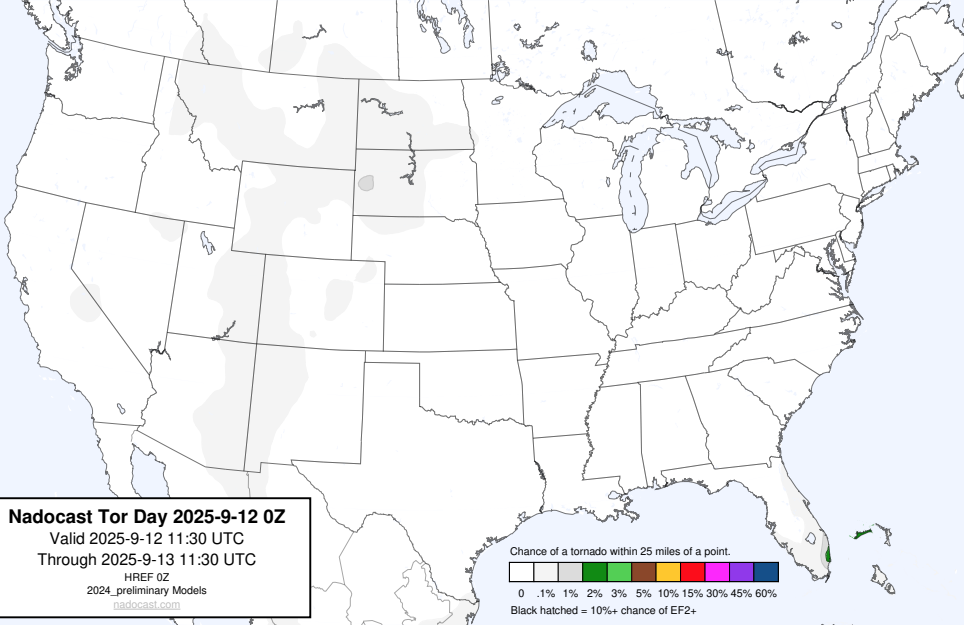 Nadocast Tor Day 2025-9-12 0Z
Valid 2025-9-12 11:30 UTC
Through 2025-9-13 11:30 UTC
HREF 0Z
2024_preliminary Models
nadocast.com
Chance of a tornado within 25 miles of a point.
0 .1% 1% 2% 3% 5% 10% 15% 30% 45% 60%
Black hatched = 10%+ chance of EF2+